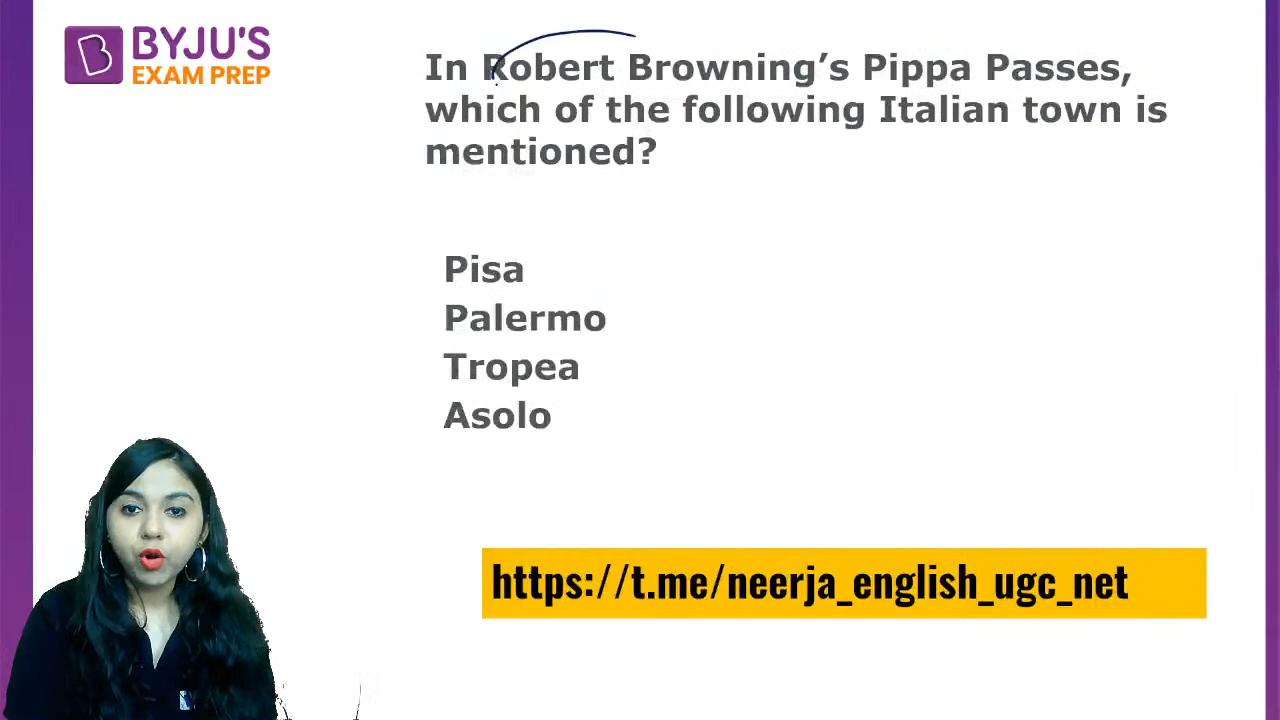 BYJU'S
EXAM PREP
In Robert Browning’s Pippa Passes,
which of the following Italian town is
mentioned?
Pisa
Palermo
Tropea
Asolo
https://t.me/neerja_english_ugc_net